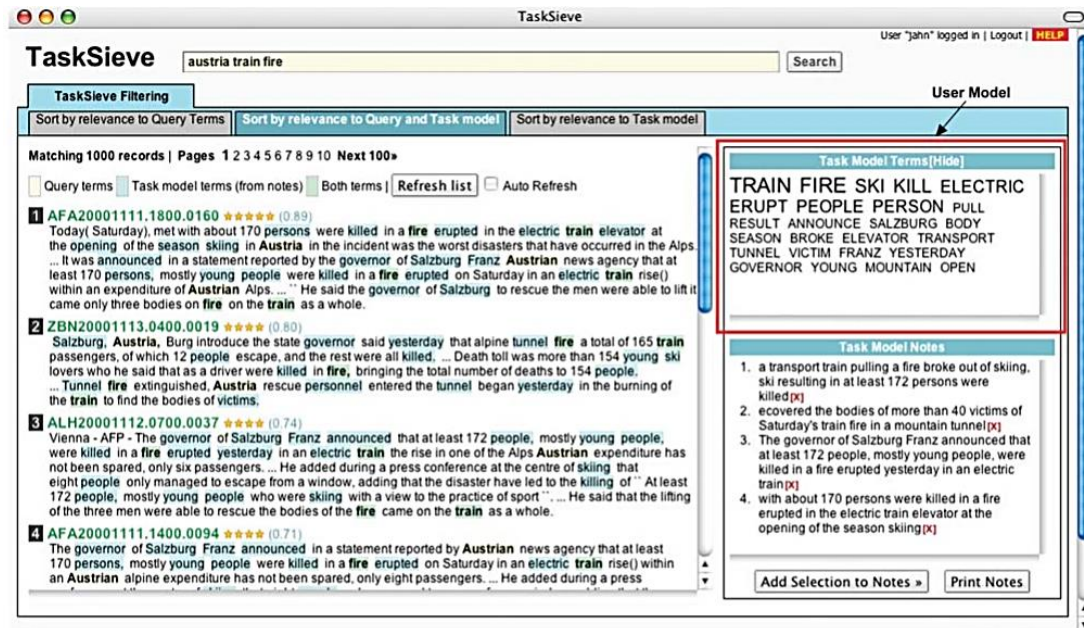 TaskSieve
User "jahn" logged in | Logout | HELP
TaskSieve
austria train fire
Search
TaskSieve Filtering
User Model
Sort by relevance to Query Terms
Sort by relevance to Query and Task model
Sort by relevance to Task model
Matching 1000 records | Pages 1 2 3 4 5 6 7 8 9 10 Next 100»
Query terms Task model terms (from notes) Both terms | Refresh list Auto Refresh
1 AFA20001111.1800.0160 ★★★★★ (0.89)
Today( Saturday), met with about 170 persons were killed in a fire erupted in the electric train elevator at
the opening of the season skiing in Austria in the incident was the worst disasters that have occurred in the Alps.
... It was announced in a statement reported by the governor of Salzburg Franz Austrian news agency that at
least 170 persons, mostly young people were killed in a fire erupted on Saturday in an electric train rise()
within an expenditure of Austrian Alps. ... `` He said the governor of Salzburg to rescue the men were able to lift it
came only three bodies on fire on the train as a whole.
2 ZBN20001113.0400.0019 ★★★★ (0.80)
Salzburg, Austria, Burg introduce the state governor said yesterday that alpine tunnel fire a total of 165 train
passengers, of which 12 people escape, and the rest were all killed. ... Death toll was more than 154 young ski
lovers who he said that as a driver were killed in fire, bringing the total number of deaths to 154 people.
... Tunnel fire extinguished, Austria rescue personnel entered the tunnel began yesterday in the burning of
the train to find the bodies of victims.
3 ALH20001112.0700.0037 ★★★★ (0.74)
Vienna - AFP - The governor of Salzburg Franz announced that at least 172 people, mostly young people,
were killed in a fire erupted yesterday in an electric train the rise in one of the Alps Austrian expenditure has
not been spared, only six passengers. ... He added during a press conference at the centre of skiing that
eight people only managed to escape from a window, adding that the disaster have led to the killing of `` At least
172 people, mostly young people who were skiing with a view to the practice of sport ``. ... He said that the lifting
of the three men were able to rescue the bodies of the fire came on the train as a whole.
4 AFA20001111.1400.0094 ★★★★ (0.71)
The governor of Salzburg Franz announced in a statement reported by Austrian news agency that at least
170 persons, mostly young people were killed in a fire erupted on Saturday in an electric train rise() within
an Austrian alpine expenditure has not been spared, only eight passengers. ... He added during a press
Task Model Terms[Hide]
TRAIN FIRE SKI KILL ELECTRIC
ERUPT PEOPLE PERSON PULL
RESULT ANNOUNCE SALZBURG BODY
SEASON BROKE ELEVATOR TRANSPORT
TUNNEL VICTIM FRANZ YESTERDAY
GOVERNOR YOUNG MOUNTAIN OPEN
Task Model Notes
1. a transport train pulling a fire broke out of skiing,
ski resulting in at least 172 persons were
killed[X]
2. ecovered the bodies of more than 40 victims of
Saturday's train fire in a mountain tunnel[X]
3. The governor of Salzburg Franz announced that
at least 172 people, mostly young people, were
killed in a fire erupted yesterday in an electric
train[X]
4. with about 170 persons were killed in a fire
erupted in the electric train elevator at the
opening of the season skiing[X]
Add Selection to Notes »
Print Notes